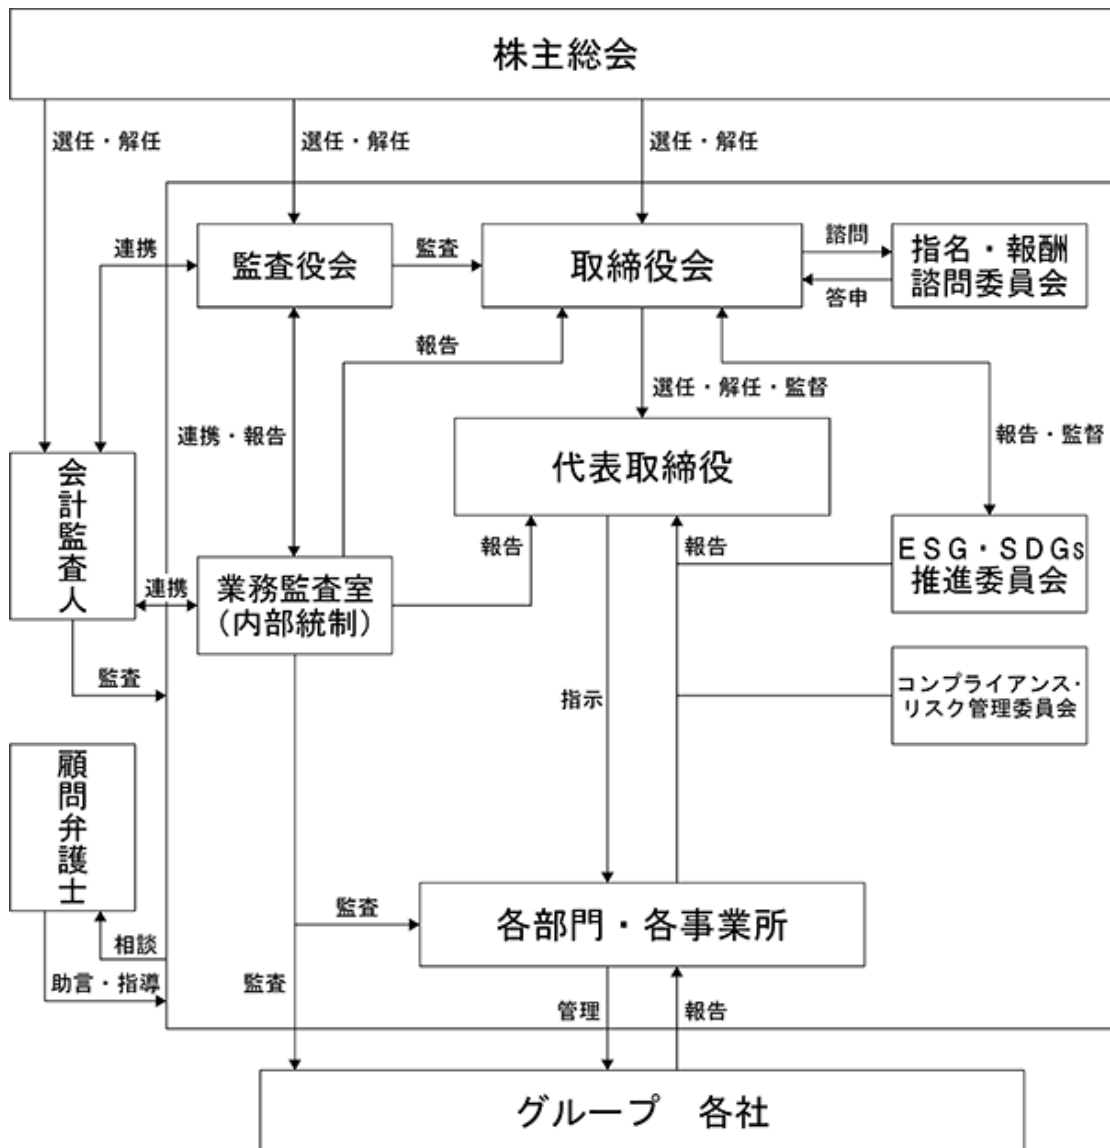 株主総会
選任・解任
選任・解任
選任・解任
連携
監査役会
監査
取締役会
諮問
答申
指名・報酬
諮問委員会
報告
選任・解任・監督
連携・報告
報告・監督
会計監査人
代表取締役
報告
報告
ESG・SDGs
推進委員会
連携
業務監査室
(内部統制)
監査
指示
コンプライアンス・
リスク管理委員会
顧問弁護士
監査
各部門・各事業所
相談
助言・指導
監査
管理
報告
グループ 各社